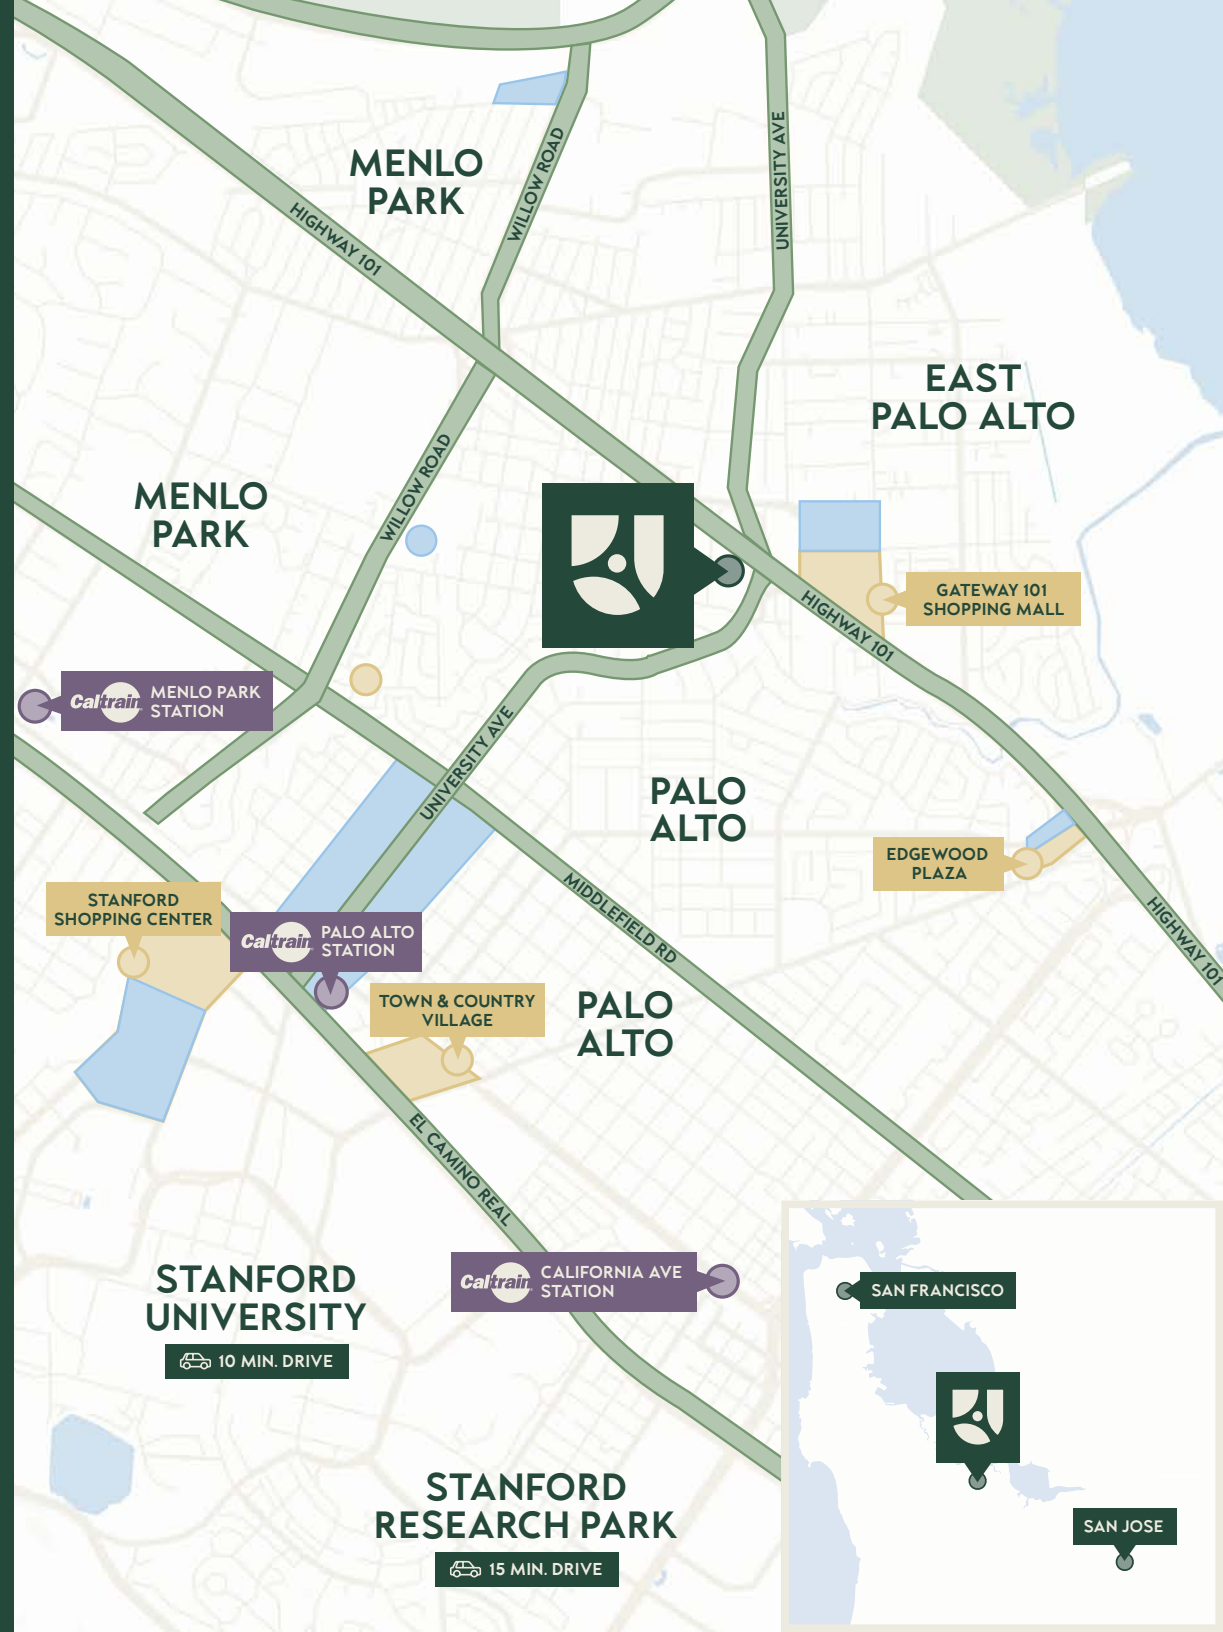 MENLO
PARK
WILLOW ROAD
UNIVERSITY AVE
HIGHWAY 101
EAST
PALO ALTO
MENLO
PARK
WILLOW ROAD
GATEWAY 101
SHOPPING MALL
HIGHWAY 101
Caltrain
MENLO PARK
STATION
UNIVERSITY AVE
PALO
ALTO
EDGEWOOD
PLAZA
STANFORD
SHOPPING CENTER
MIDDLEFIELD RD
HIGHWAY 101
Caltrain
PALO ALTO
STATION
TOWN & COUNTRY
VILLAGE
PALO
ALTO
EL CAMINO REAL
STANFORD
UNIVERSITY
10 MIN. DRIVE
Caltrain
CALIFORNIA AVE
STATION
SAN FRANCISCO
STANFORD
RESEARCH PARK
15 MIN. DRIVE
SAN JOSE